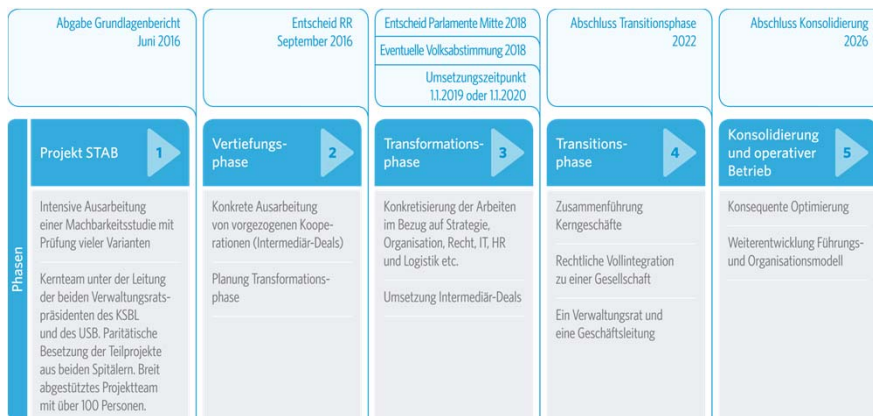 Abgabe Grundlagenbericht
Juni 2016
Entscheid RR
September 2016
Entscheid Parlamente Mitte 2018
Eventuelle Volksabstimmung 2018
Umsetzungszeitpunkt
1.1.2019 oder 1.1.2020
Abschluss Transitionsphase
2022
Abschluss Konsolidierung
2026
Phasen
Projekt STAB
1
Intensive Ausarbeitung
einer Machbarkeitsstudie mit
Prüfung vieler Varianten
Kernteam unter der Leitung
der beiden Verwaltungsrats-
präsidenten des KSBL
und des USB. Paritätische
Besetzung der Teilprojekte
aus beiden Spitälern. Breit
abgestütztes Projektteam
mit über 100 Personen.
Vertiefungs-
phase
2
Konkrete Ausarbeitung
von vorgezogenen Koope-
rationen (Intermediär-Deals)
Planung Transformations-
phase
Transformations-
phase
3
Konkretisierung der Arbeiten
im Bezug auf Strategie,
Organisation, Recht, IT, HR
und Logistik etc.
Umsetzung Intermediär-Deals
Transitions-
phase
4
Zusammenführung
Kerngeschäfte
Rechtliche Vollintegration
zu einer Gesellschaft
Ein Verwaltungsrat und
eine Geschäftsleitung
Konsolidierung
und operativer
Betrieb
5
Konsequente Optimierung
Weiterentwicklung Führungs-
und Organisationsmodell